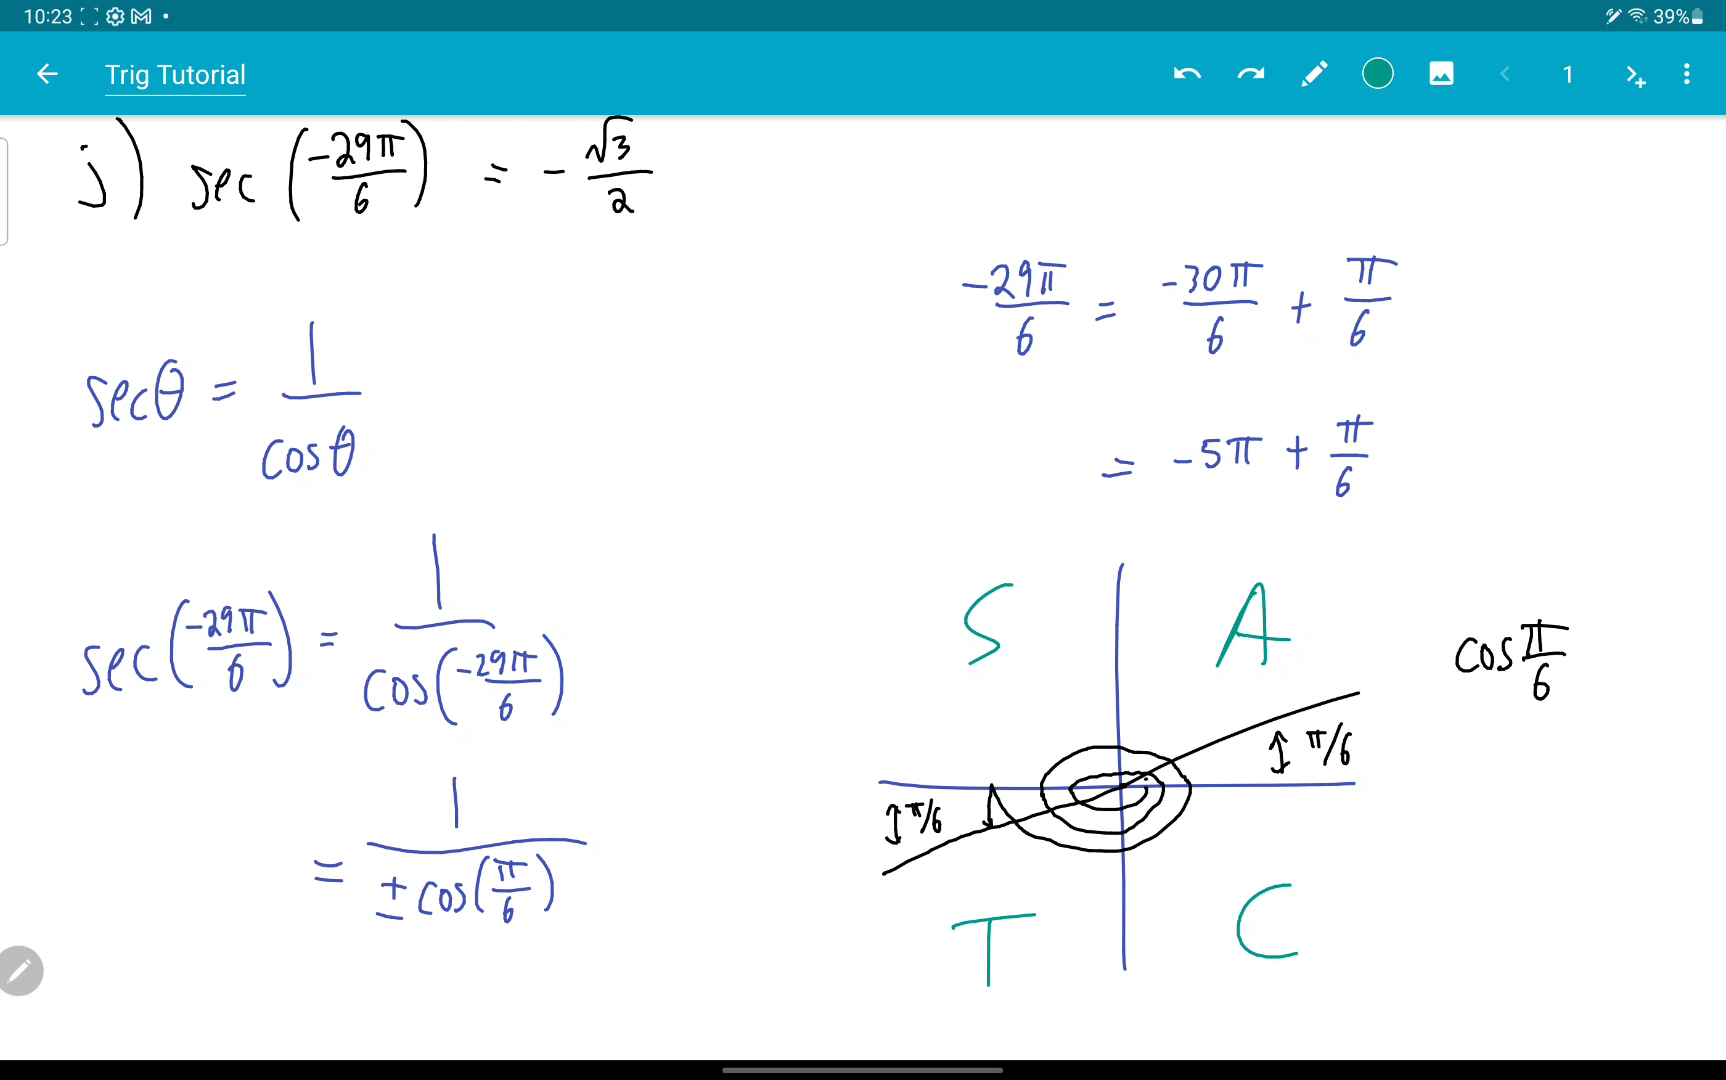 10:23 39%
Trig Tutorial 1
j) sec(-29π/6) = -√3/2
-29π/6 = -30π/6 + π/6
= -5π + π/6
secθ = 1/cosθ
sec(-29π/6) = 1/cos(-29π/6)
= 1/±cos(π/6)
S A
cos π/6
π/6
π/6
T C